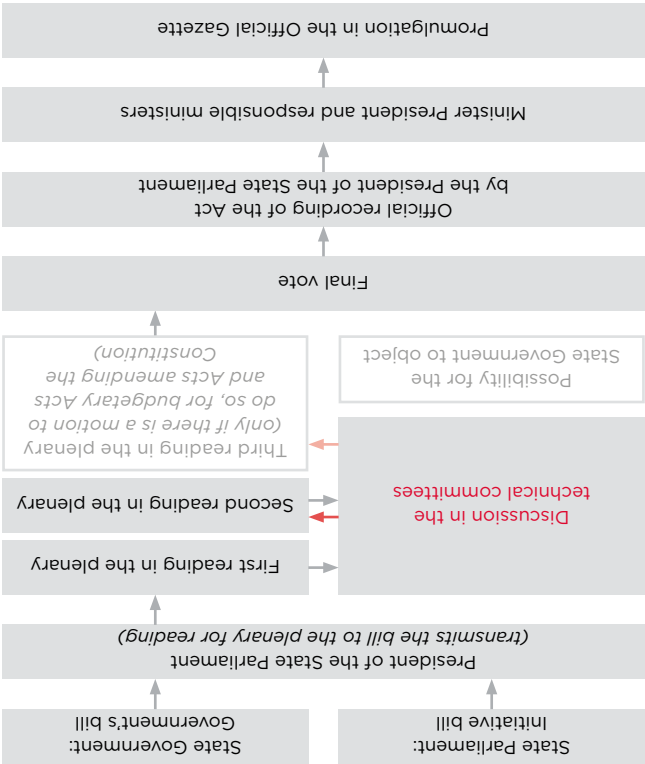 State Parliament:
Initiative bill
State Government:
Government's bill
President of the State Parliament
(transmits the bill to the plenary for reading)
First reading in the plenary
Discussion in the
technical committees
Second reading in the plenary
Third reading in the plenary
(only if there is a motion to
do so, for budgetary Acts
and Acts amending the
Constitution)
Possibility for the
State Government to object
Final vote
Official recording of the Act
by the President of the State Parliament
Minister President and responsible ministers
Promulgation in the Official Gazette